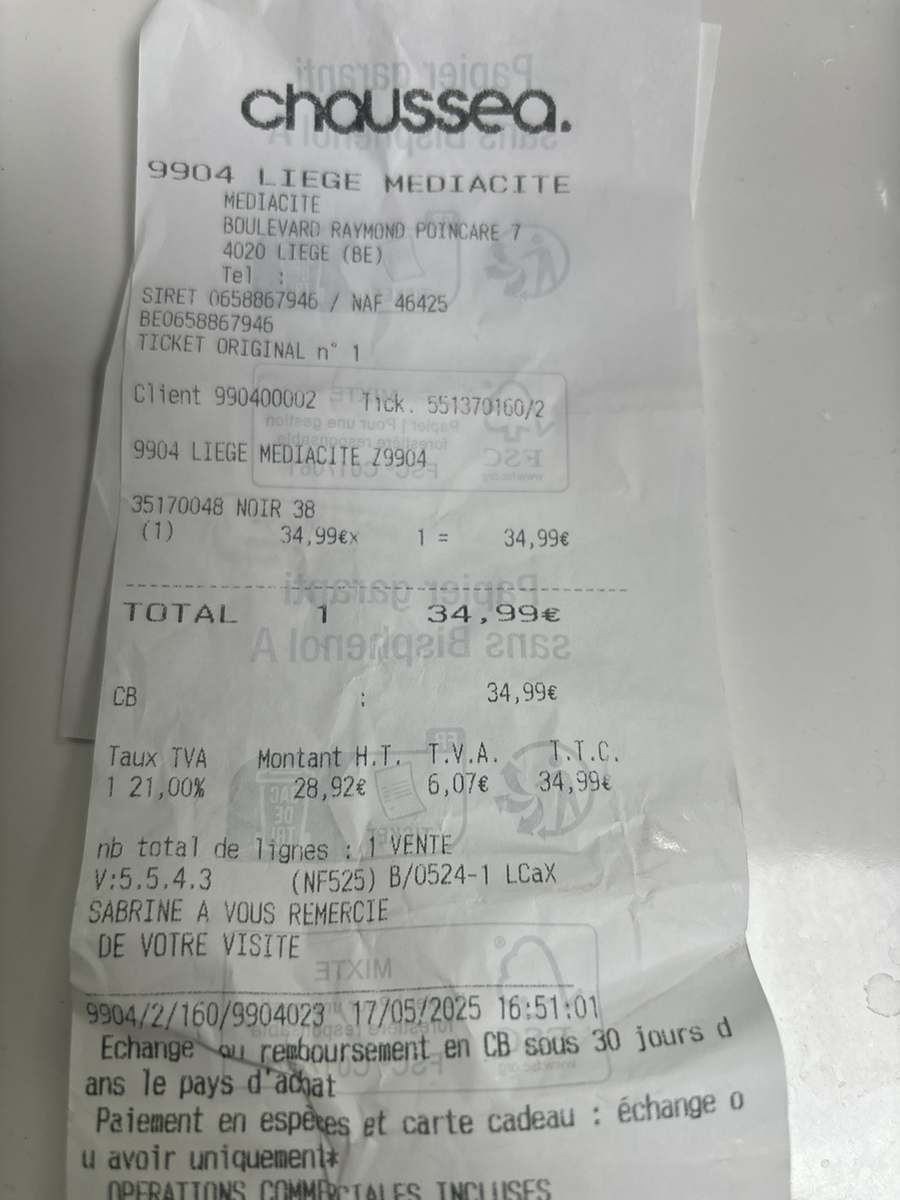 chaussea.
9904 LIEGE MEDIACITE
MEDIACITE
BOULEVARD RAYMOND POINCARE 7
4020 LIEGE (BE)
Tel :
SIRET 0658867946 / NAF 46425
BE0658867946
TICKET ORIGINAL n° 1
Client 990400002 Tick. 551370160/2
9904 LIEGE MEDIACITE Z9904
35170048 NOIR 38
(1) 34,99€x 1 = 34,99€
TOTAL 1 34,99€
CB : 34,99€
Taux TVA Montant H.T. T.V.A. T.T.C.
1 21,00% 28,92€ 6,07€ 34,99€
nb total de lignes : 1 VENTE
V:5.5.4.3 (NF525) B/0524-1 LCaX
SABRINE A VOUS REMERCIE
DE VOTRE VISITE
9904/2/160/9904023 17/05/2025 16:51:01
Echange ou remboursement en CB sous 30 jours d
ans le pays d'achat
Paiement en espèces et carte cadeau : échange o
u avoir uniquement*
OPERATIONS COMMERCIALES INCLUSES